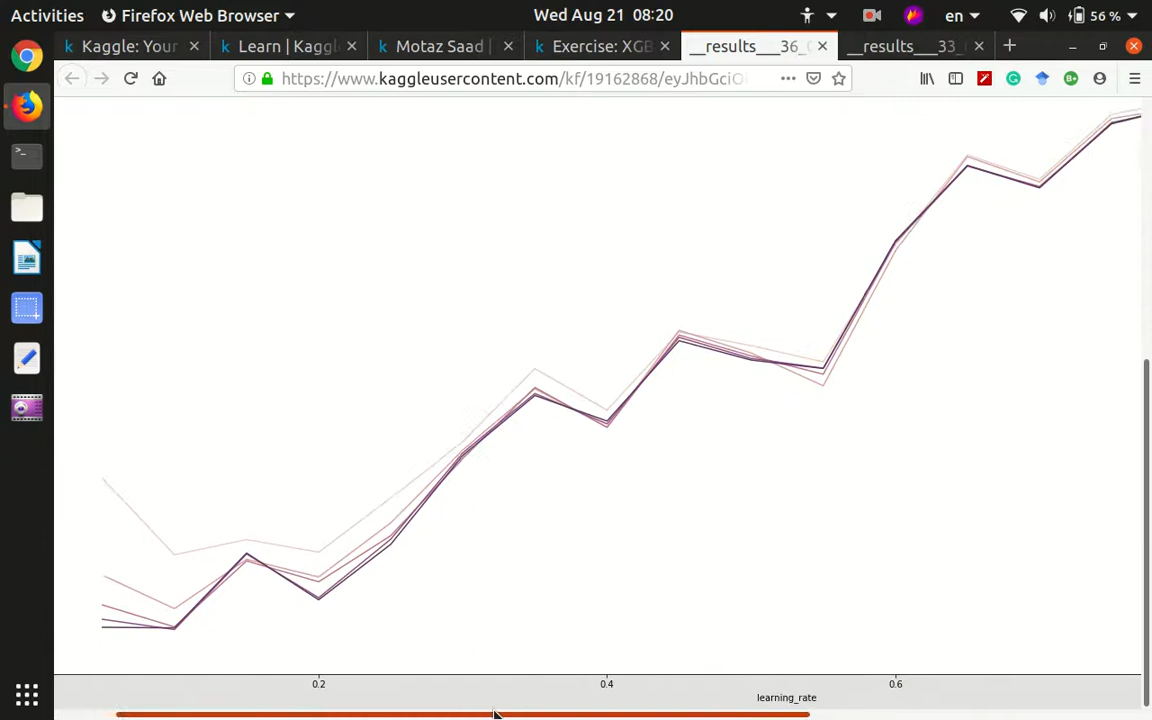 Activities Firefox Web Browser Wed Aug 21 08:20 en 56 %
Kaggle: Your Learn | Kaggl Motaz Saad | Exercise: XGB __results___36_ __results___33_
https://www.kaggleusercontent.com/kf/19162868/eyJhbGciO
0.2 0.4 0.6
learning_rate